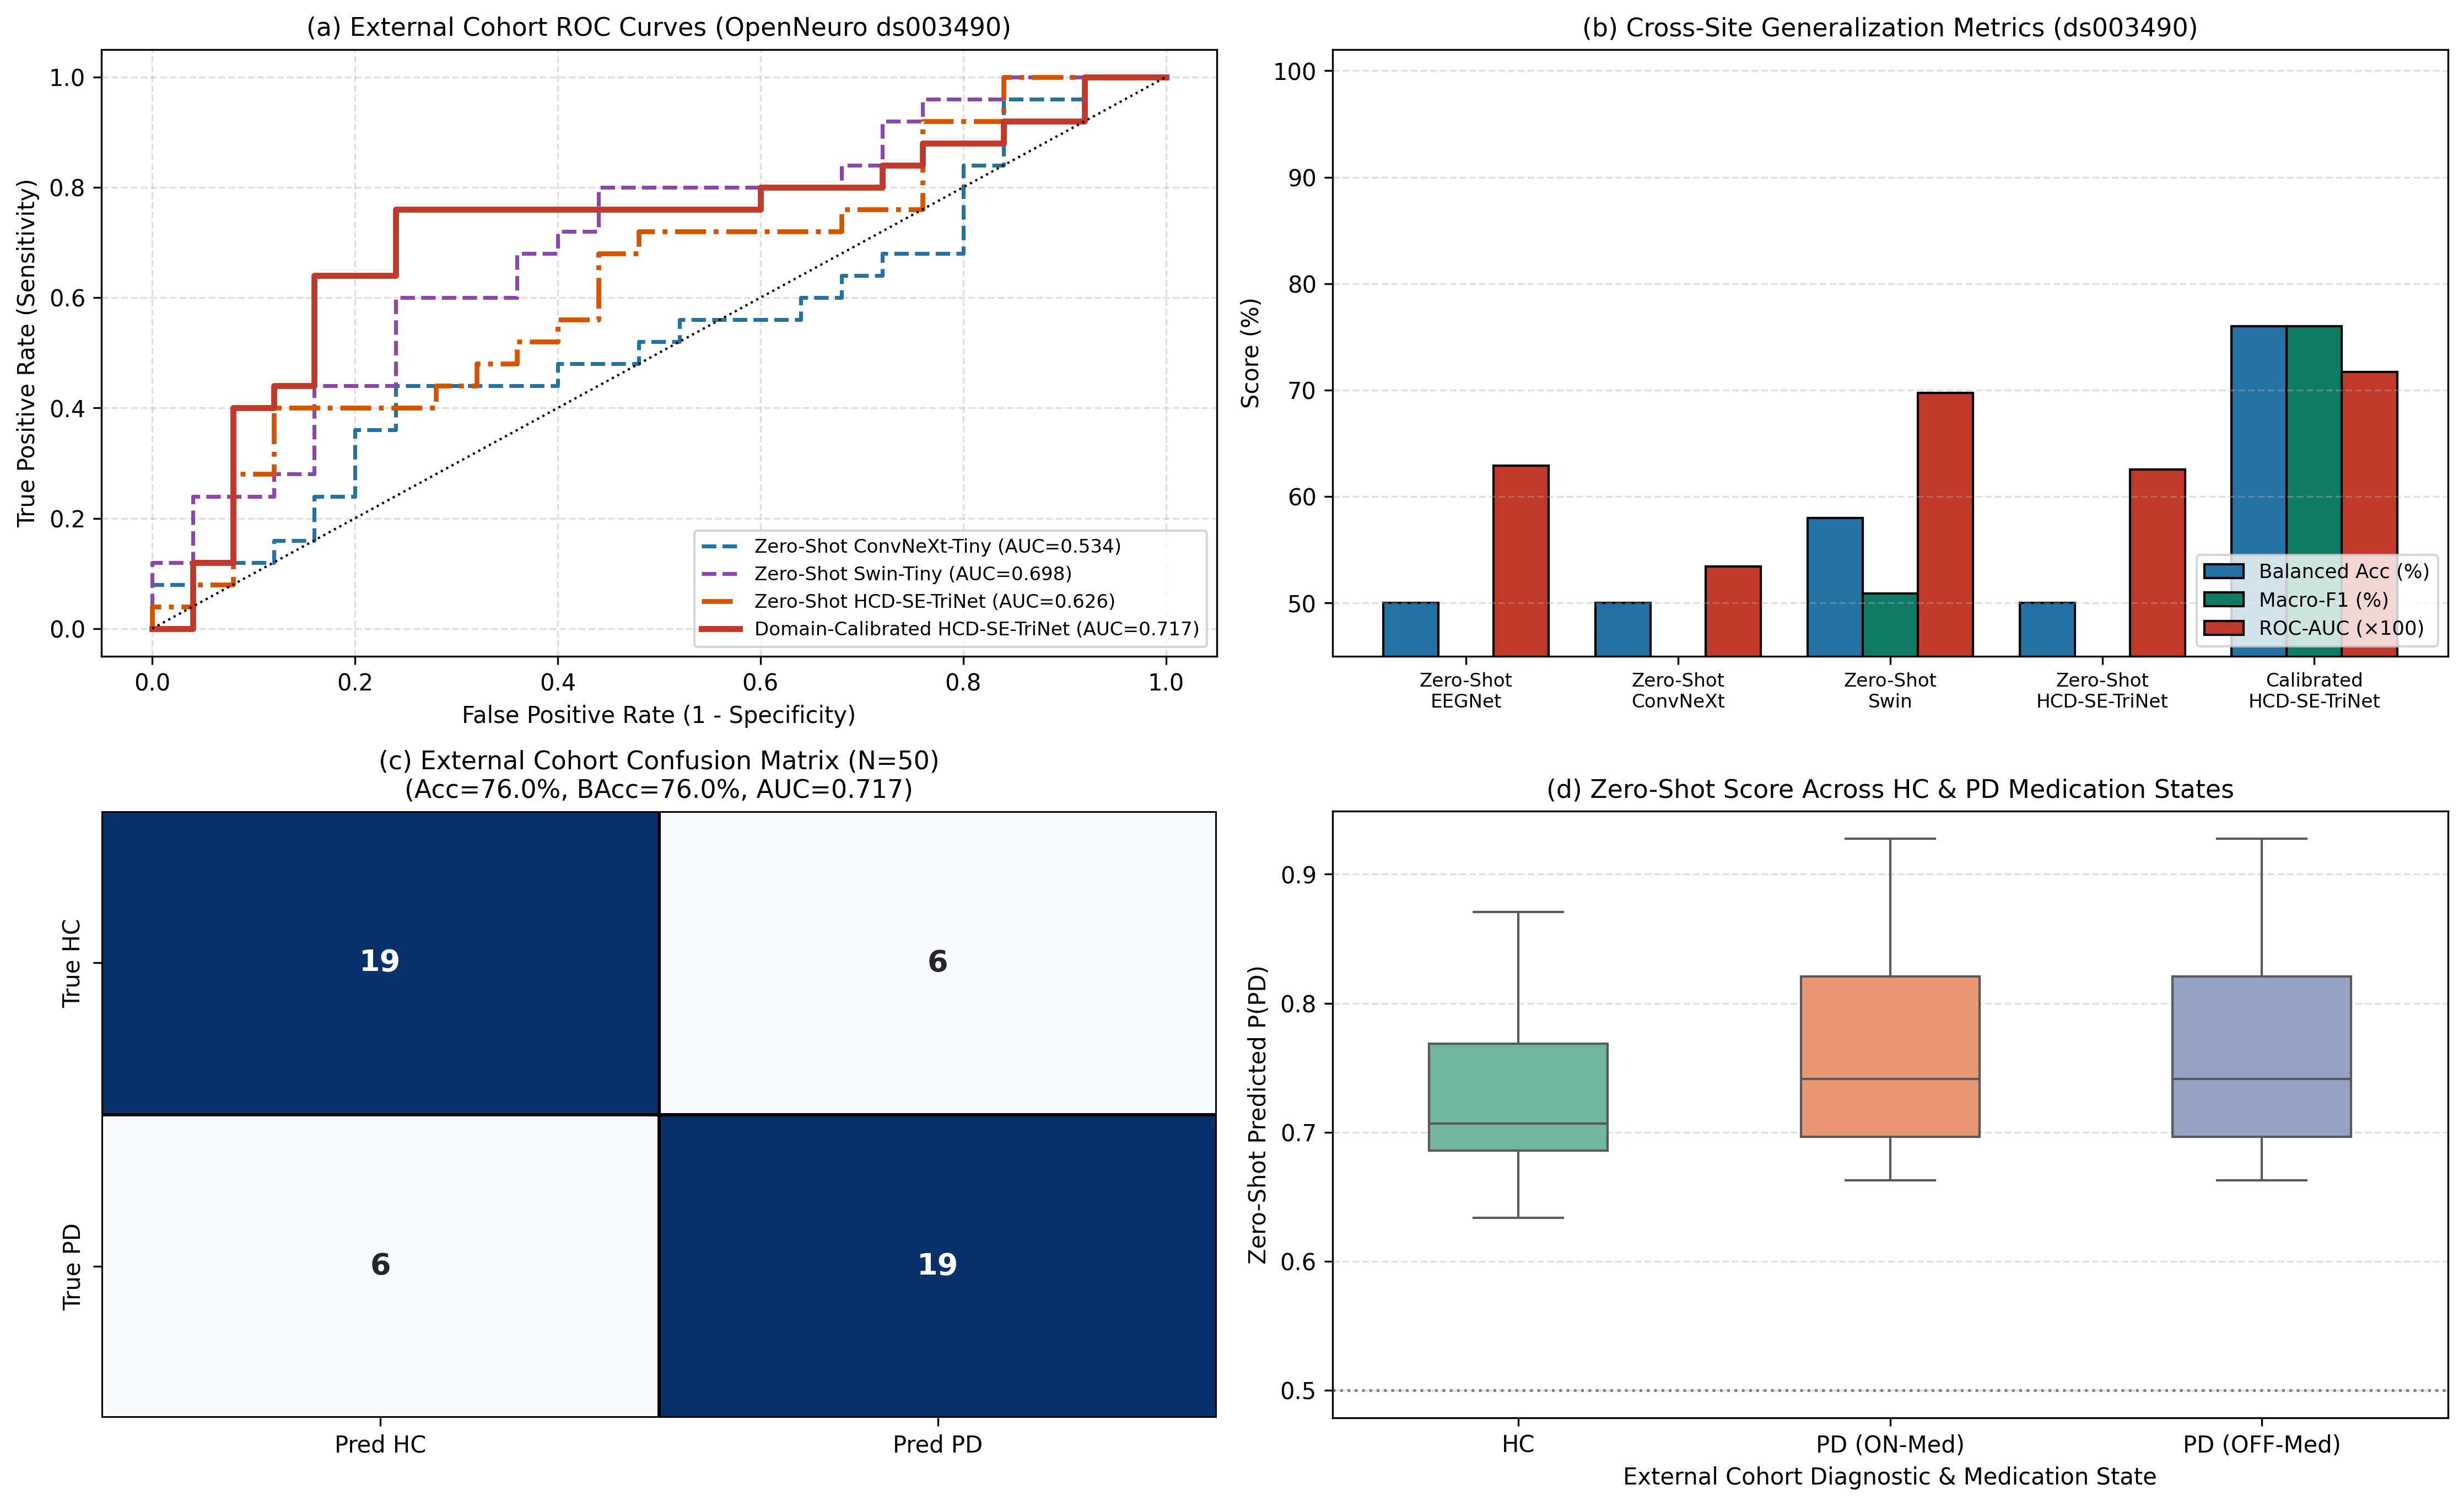 (a) External Cohort ROC Curves (OpenNeuro ds003490)
True Positive Rate (Sensitivity)
1.0
0.8
0.6
0.4
0.2
0.0
Zero-Shot ConvNeXt-Tiny (AUC=0.534)
Zero-Shot Swin-Tiny (AUC=0.698)
Zero-Shot HCD-SE-TriNet (AUC=0.626)
Domain-Calibrated HCD-SE-TriNet (AUC=0.717)
0.0 0.2 0.4 0.6 0.8 1.0
False Positive Rate (1 - Specificity)
(b) Cross-Site Generalization Metrics (ds003490)
Score (%)
100
90
80
70
60
50
Balanced Acc (%)
Macro-F1 (%)
ROC-AUC (×100)
Zero-Shot
EEGNet
Zero-Shot
ConvNeXt
Zero-Shot
Swin
Zero-Shot
HCD-SE-TriNet
Calibrated
HCD-SE-TriNet
(c) External Cohort Confusion Matrix (N=50)
(Acc=76.0%, BAcc=76.0%, AUC=0.717)
True HC
19 6
True PD
6 19
Pred HC Pred PD
(d) Zero-Shot Score Across HC & PD Medication States
Zero-Shot Predicted P(PD)
0.9
0.8
0.7
0.6
0.5
HC PD (ON-Med) PD (OFF-Med)
External Cohort Diagnostic & Medication State